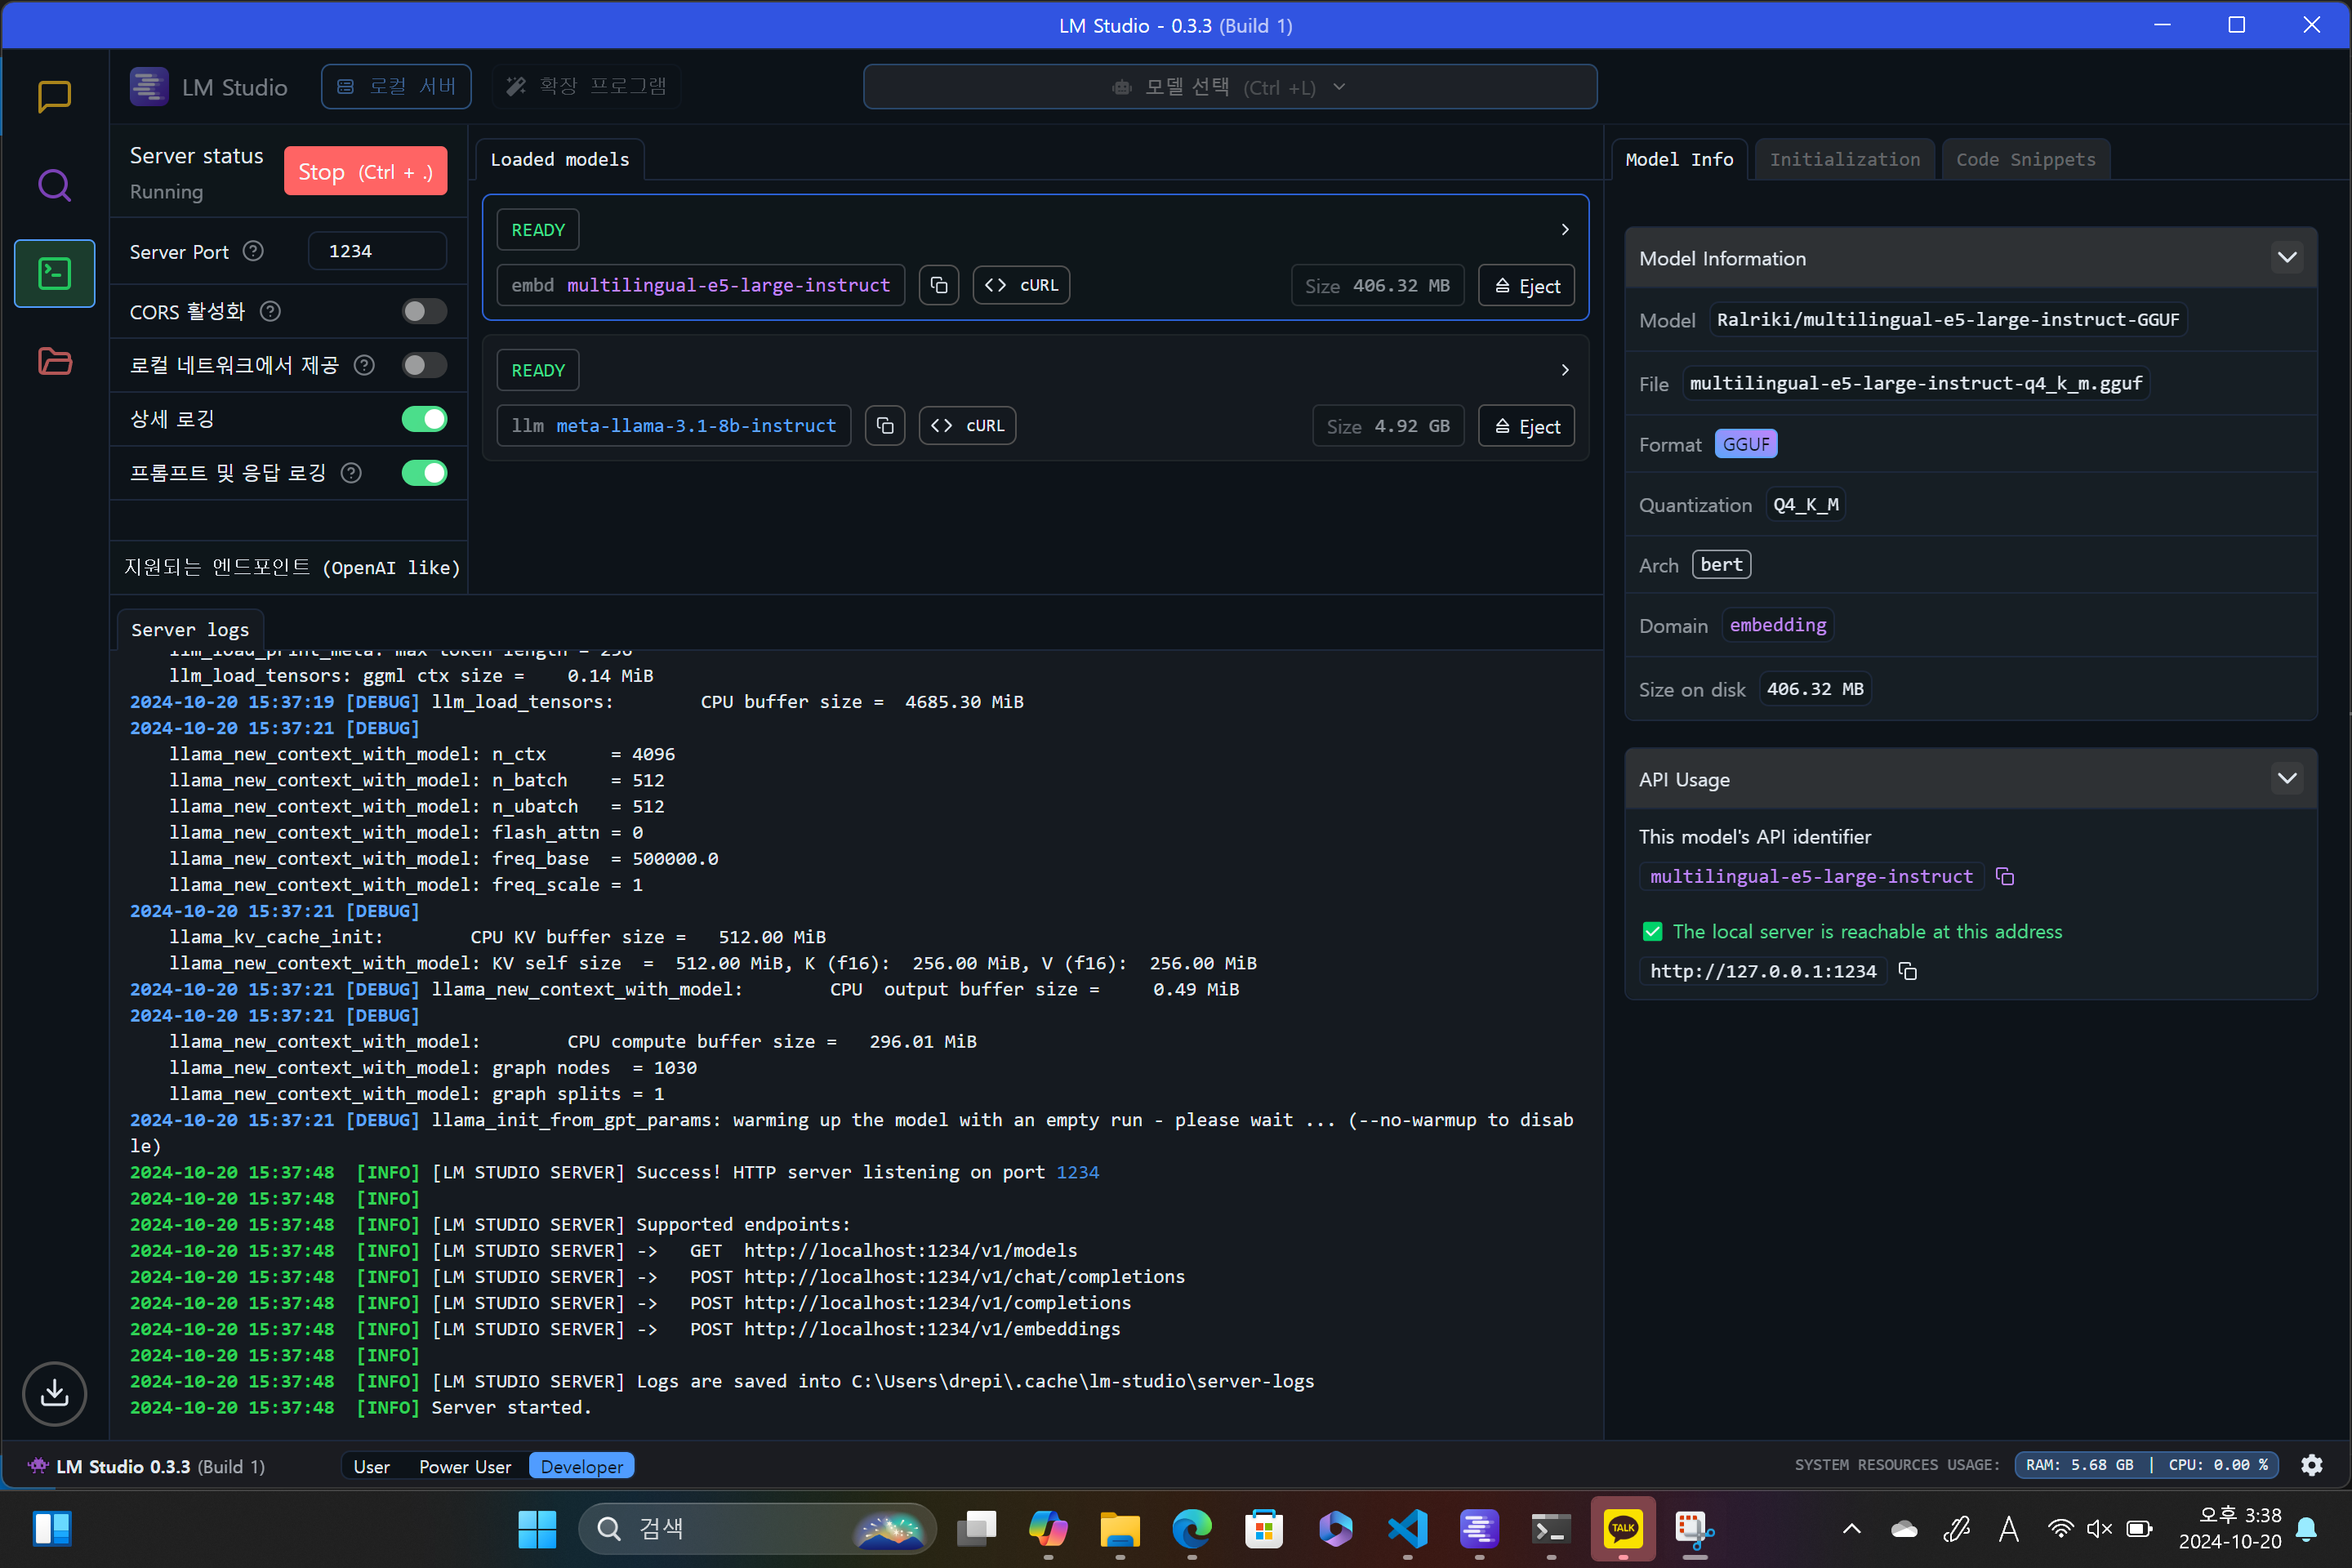 LM Studio - 0.3.3 (Build 1)
LM Studio
로컬 서버
확장 프로그램
모델 선택 (Ctrl +L)
Server status
Running
Stop (Ctrl + .)
Server Port
1234
CORS 활성화
로컬 네트워크에서 제공
상세 로깅
프롬프트 및 응답 로깅
지원되는 엔드포인트 (OpenAI like)
Loaded models
READY
embd multilingual-e5-large-instruct
cURL
Size 406.32 MB
Eject
READY
llm meta-llama-3.1-8b-instruct
cURL
Size 4.92 GB
Eject
Model Info
Initialization
Code Snippets
Model Information
Model Ralriki/multilingual-e5-large-instruct-GGUF
File multilingual-e5-large-instruct-q4_k_m.gguf
Format GGUF
Quantization Q4_K_M
Arch bert
Domain embedding
Size on disk 406.32 MB
API Usage
This model's API identifier
multilingual-e5-large-instruct
The local server is reachable at this address
http://127.0.0.1:1234
Server logs
llm_load_print_meta: max token length = 256
llm_load_tensors: ggml ctx size =    0.14 MiB
2024-10-20 15:37:19 [DEBUG] llm_load_tensors:        CPU buffer size =  4685.30 MiB
2024-10-20 15:37:21 [DEBUG]
llama_new_context_with_model: n_ctx      = 4096
llama_new_context_with_model: n_batch    = 512
llama_new_context_with_model: n_ubatch   = 512
llama_new_context_with_model: flash_attn = 0
llama_new_context_with_model: freq_base  = 500000.0
llama_new_context_with_model: freq_scale = 1
2024-10-20 15:37:21 [DEBUG]
llama_kv_cache_init:        CPU KV buffer size =   512.00 MiB
llama_new_context_with_model: KV self size  =  512.00 MiB, K (f16):  256.00 MiB, V (f16):  256.00 MiB
2024-10-20 15:37:21 [DEBUG] llama_new_context_with_model:        CPU  output buffer size =     0.49 MiB
2024-10-20 15:37:21 [DEBUG]
llama_new_context_with_model:        CPU compute buffer size =   296.01 MiB
llama_new_context_with_model: graph nodes  = 1030
llama_new_context_with_model: graph splits = 1
2024-10-20 15:37:21 [DEBUG] llama_init_from_gpt_params: warming up the model with an empty run - please wait ... (--no-warmup to disab
le)
2024-10-20 15:37:48  [INFO] [LM STUDIO SERVER] Success! HTTP server listening on port 1234
2024-10-20 15:37:48  [INFO]
2024-10-20 15:37:48  [INFO] [LM STUDIO SERVER] Supported endpoints:
2024-10-20 15:37:48  [INFO] [LM STUDIO SERVER] ->   GET  http://localhost:1234/v1/models
2024-10-20 15:37:48  [INFO] [LM STUDIO SERVER] ->   POST http://localhost:1234/v1/chat/completions
2024-10-20 15:37:48  [INFO] [LM STUDIO SERVER] ->   POST http://localhost:1234/v1/completions
2024-10-20 15:37:48  [INFO] [LM STUDIO SERVER] ->   POST http://localhost:1234/v1/embeddings
2024-10-20 15:37:48  [INFO]
2024-10-20 15:37:48  [INFO] [LM STUDIO SERVER] Logs are saved into C:\Users\drepi\.cache\lm-studio\server-logs
2024-10-20 15:37:48  [INFO] Server started.
LM Studio 0.3.3 (Build 1)
User
Power User
Developer
SYSTEM RESOURCES USAGE:
RAM: 5.68 GB | CPU: 0.00 %
검색
TALK
A
오후 3:38
2024-10-20